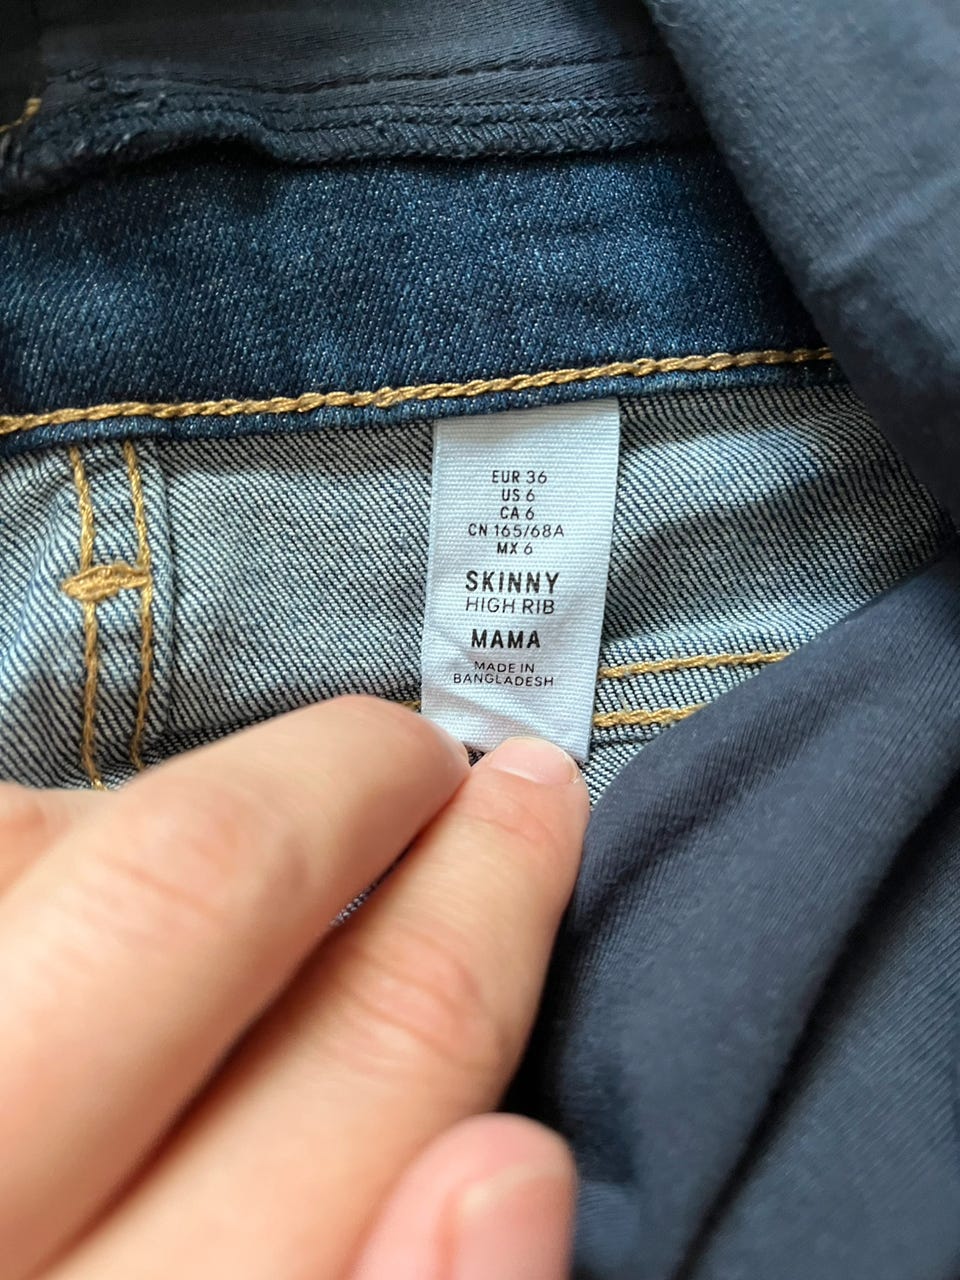 EUR 36
US 6
CA 6
CN 165/68A
MX 6
SKINNY
HIGH RIB
MAMA
MADE IN
BANGLADESH